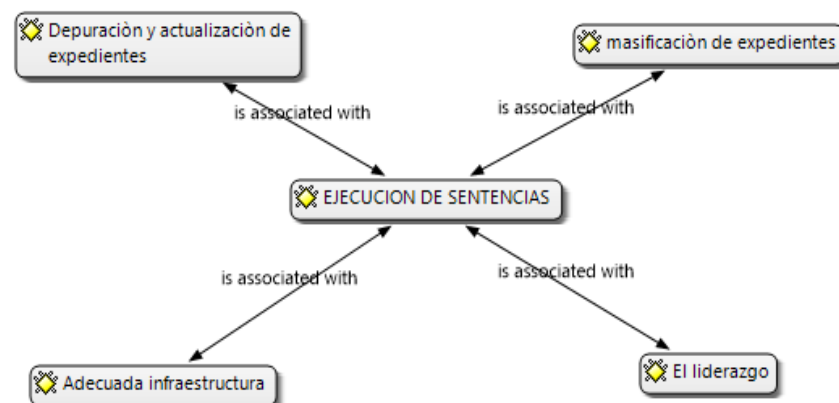 Depuraciòn y actualizaciòn de
expedientes
masificaciòn de expedientes
is associated with
is associated with
EJECUCION DE SENTENCIAS
is associated with
is associated with
Adecuada infraestructura
El liderazgo